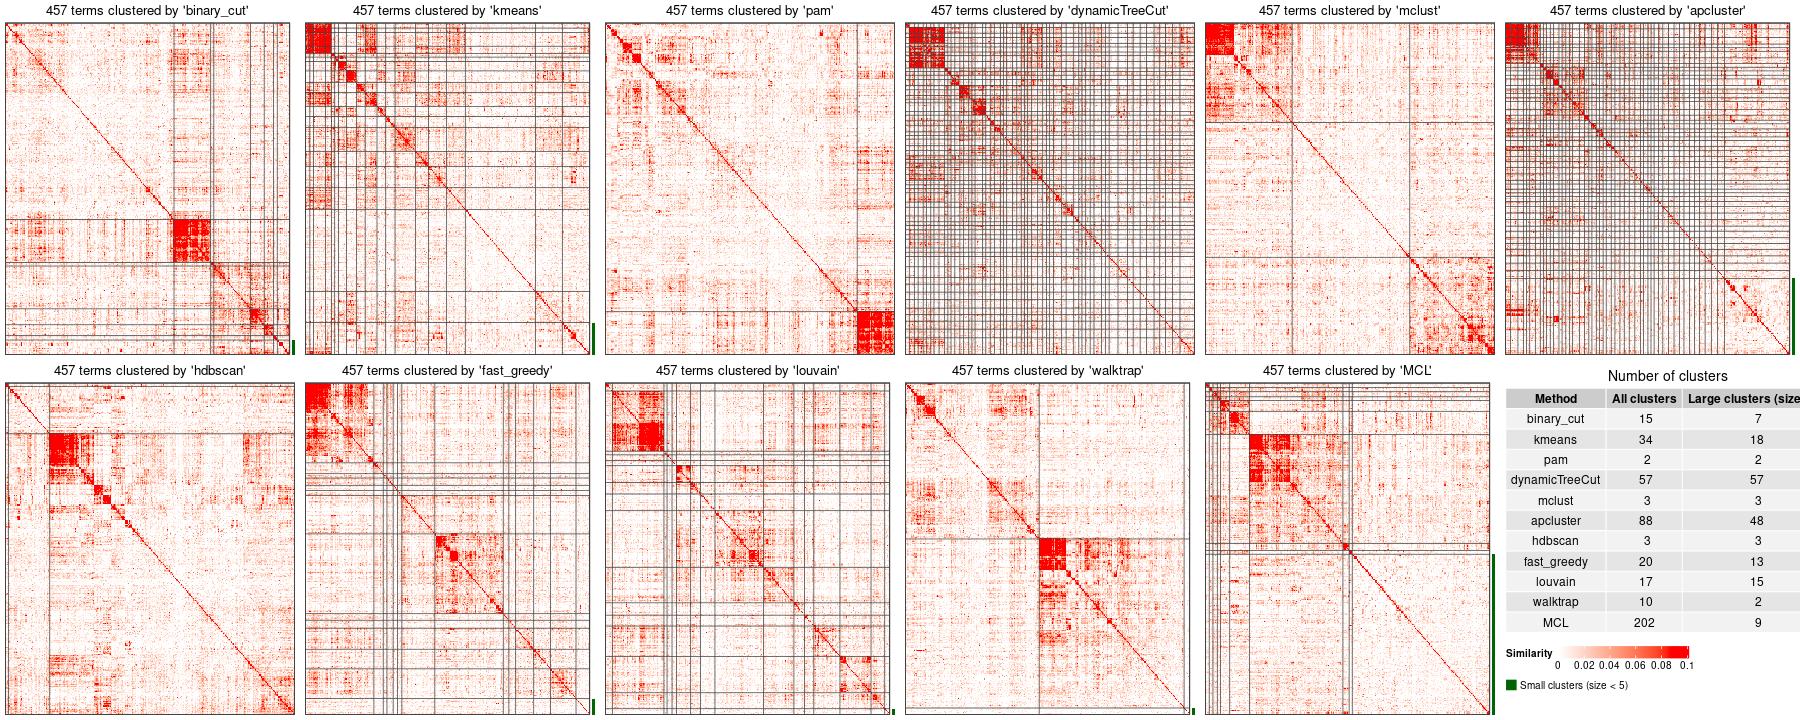 457 terms clustered by 'binary_cut'
457 terms clustered by 'kmeans'
457 terms clustered by 'pam'
457 terms clustered by 'dynamicTreeCut'
457 terms clustered by 'mclust'
457 terms clustered by 'apcluster'
457 terms clustered by 'hdbscan'
457 terms clustered by 'fast_greedy'
457 terms clustered by 'louvain'
457 terms clustered by 'walktrap'
457 terms clustered by 'MCL'
Number of clusters
Method All clusters Large clusters (size
binary_cut 15 7
kmeans 34 18
pam 2 2
dynamicTreeCut 57 57
mclust 3 3
apcluster 88 48
hdbscan 3 3
fast_greedy 20 13
louvain 17 15
walktrap 10 2
MCL 202 9
Similarity
0 0.02 0.04 0.06 0.08 0.1
Small clusters (size < 5)